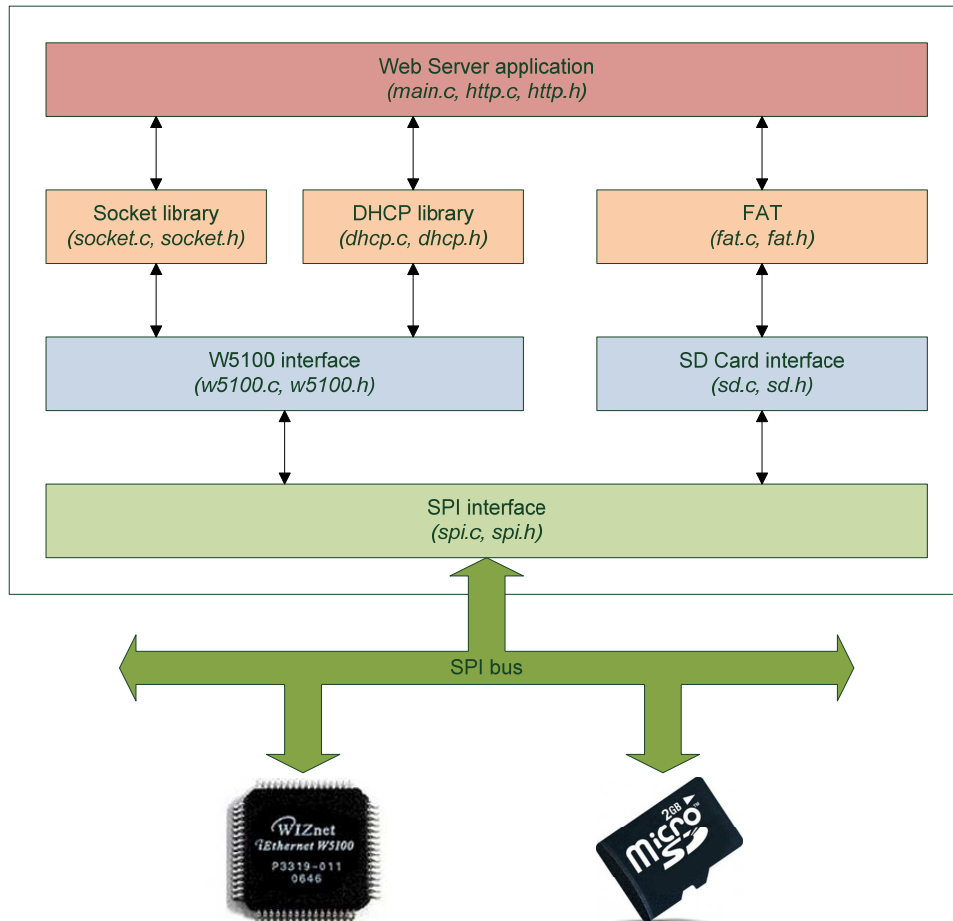 Web Server application
(main.c, http.c, http.h)
Socket library
(socket.c, socket.h)
DHCP library
(dhcp.c, dhcp.h)
FAT
(fat.c, fat.h)
W5100 interface
(w5100.c, w5100.h)
SD Card interface
(sd.c, sd.h)
SPI interface
(spi.c, spi.h)
SPI bus
WIZnet
iEthernet W5100
P3319-011
0646
2GB
Micro
SD
TM